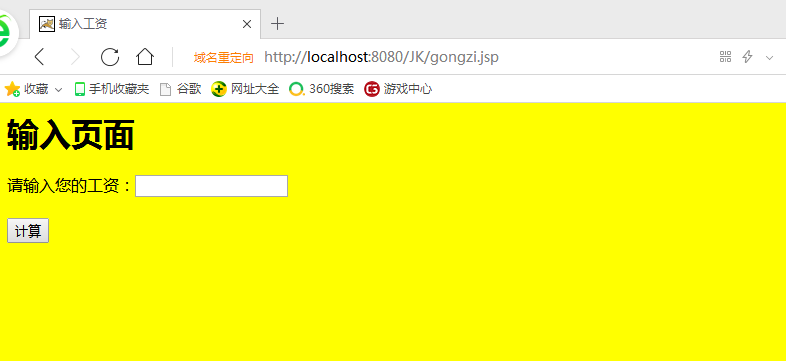 输入工资
域名重定向 http://localhost:8080/JK/gongzi.jsp
收藏 手机收藏夹 谷歌 网址大全 360搜索 游戏中心
输入页面
请输入您的工资：
计算